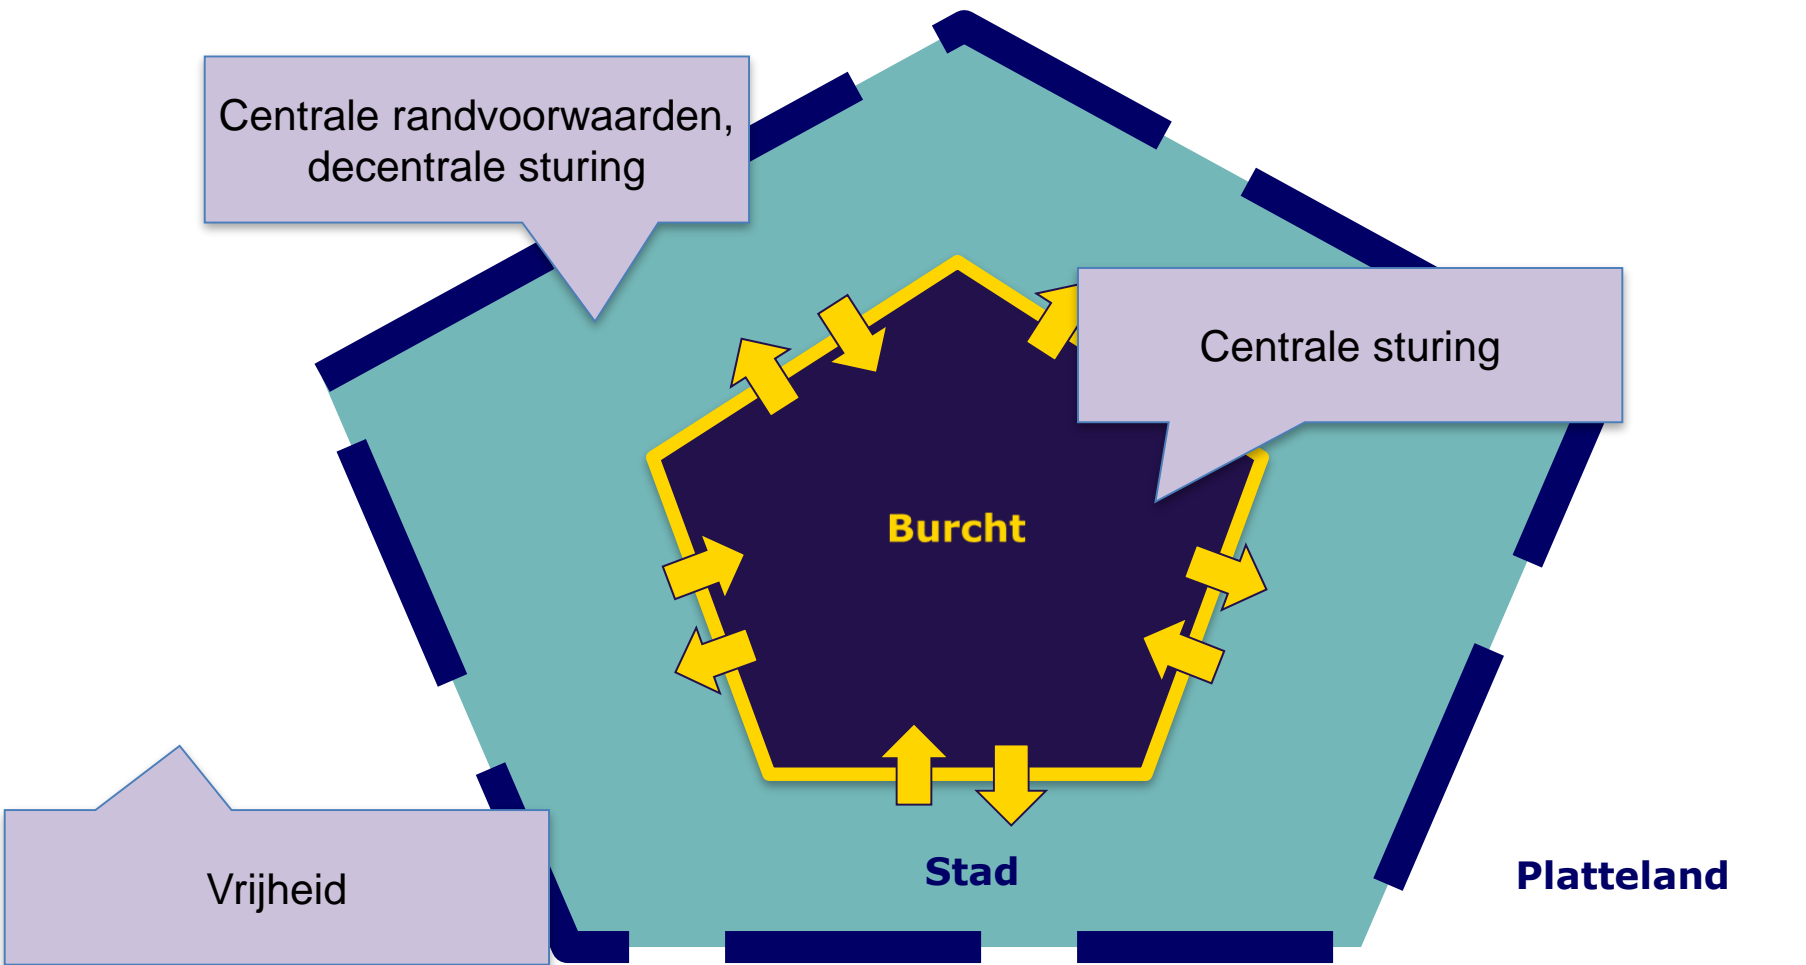 Centrale randvoorwaarden,
decentrale sturing
Centrale sturing
Burcht
Stad
Platteland
Vrijheid